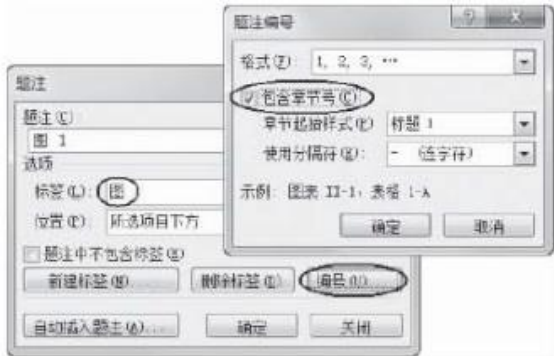 题注编号
格式(F): 1, 2, 3, …
包含章节号(C)
章节起始样式(P) 标题 1
使用分隔符(E): - (连字符)
示例: 图表 II-1, 表格 1-A
确定 取消
题注
题注(C)
图 1
选项
标签(L): 图
位置(P): 所选项目下方
题注中不包含标签(E)
新建标签(N)... 删除标签(D) 编号(U)...
自动插入题注(A)... 确定 关闭